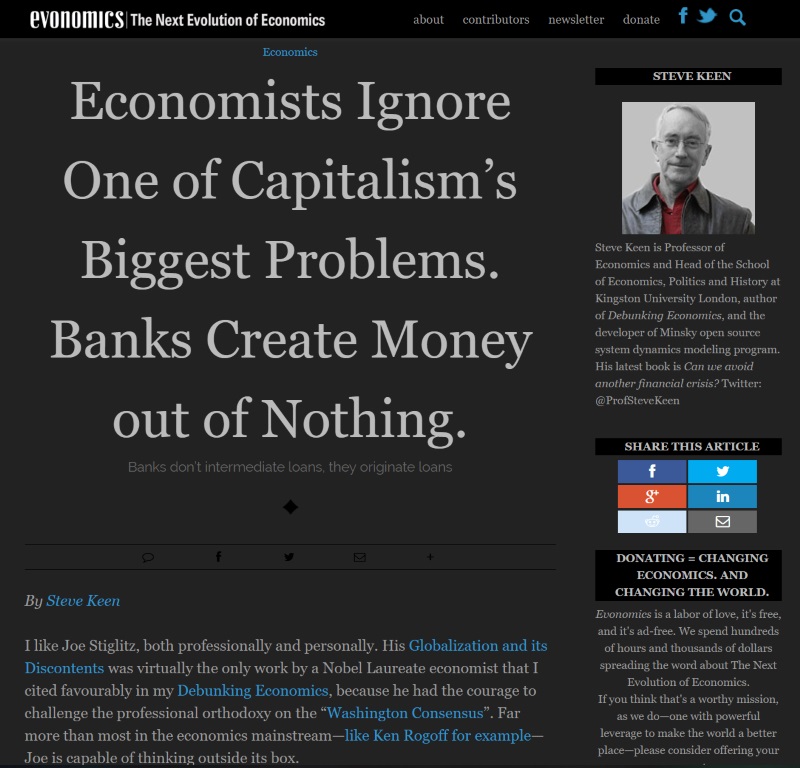 evonomics | The Next Evolution of Economics
about contributors newsletter donate
Economics
Economists Ignore
One of Capitalism’s
Biggest Problems.
Banks Create Money
out of Nothing.
Banks don't intermediate loans, they originate loans
By Steve Keen
I like Joe Stiglitz, both professionally and personally. His Globalization and its
Discontents was virtually the only work by a Nobel Laureate economist that I
cited favourably in my Debunking Economics, because he had the courage to
challenge the professional orthodoxy on the “Washington Consensus”. Far
more than most in the economics mainstream—like Ken Rogoff for example—
Joe is capable of thinking outside its box.
STEVE KEEN
Steve Keen is Professor of
Economics and Head of the School
of Economics, Politics and History at
Kingston University London, author
of Debunking Economics, and the
developer of Minsky open source
system dynamics modeling program.
His latest book is Can we avoid
another financial crisis? Twitter:
@ProfSteveKeen
SHARE THIS ARTICLE
DONATING = CHANGING
ECONOMICS. AND
CHANGING THE WORLD.
Evonomics is a labor of love, it's free,
and it's ad-free. We spend hundreds
of hours and thousands of dollars
spreading the word about The Next
Evolution of Economics.
If you think that's a worthy mission,
as we do—one with powerful
leverage to make the world a better
place—please consider offering your